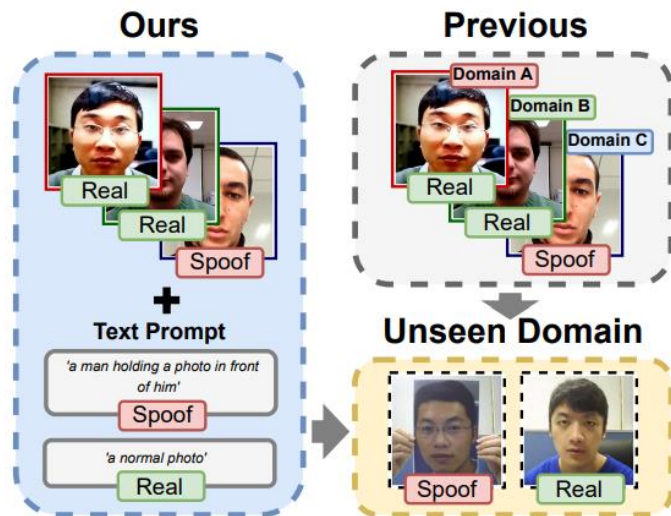 Ours
Real
Real
Spoof
+
Text Prompt
'a man holding a photo in front
of him'
Spoof
'a normal photo'
Real
Previous
Domain A
Domain B
Domain C
Real
Real
Spoof
Unseen Domain
Spoof
Real